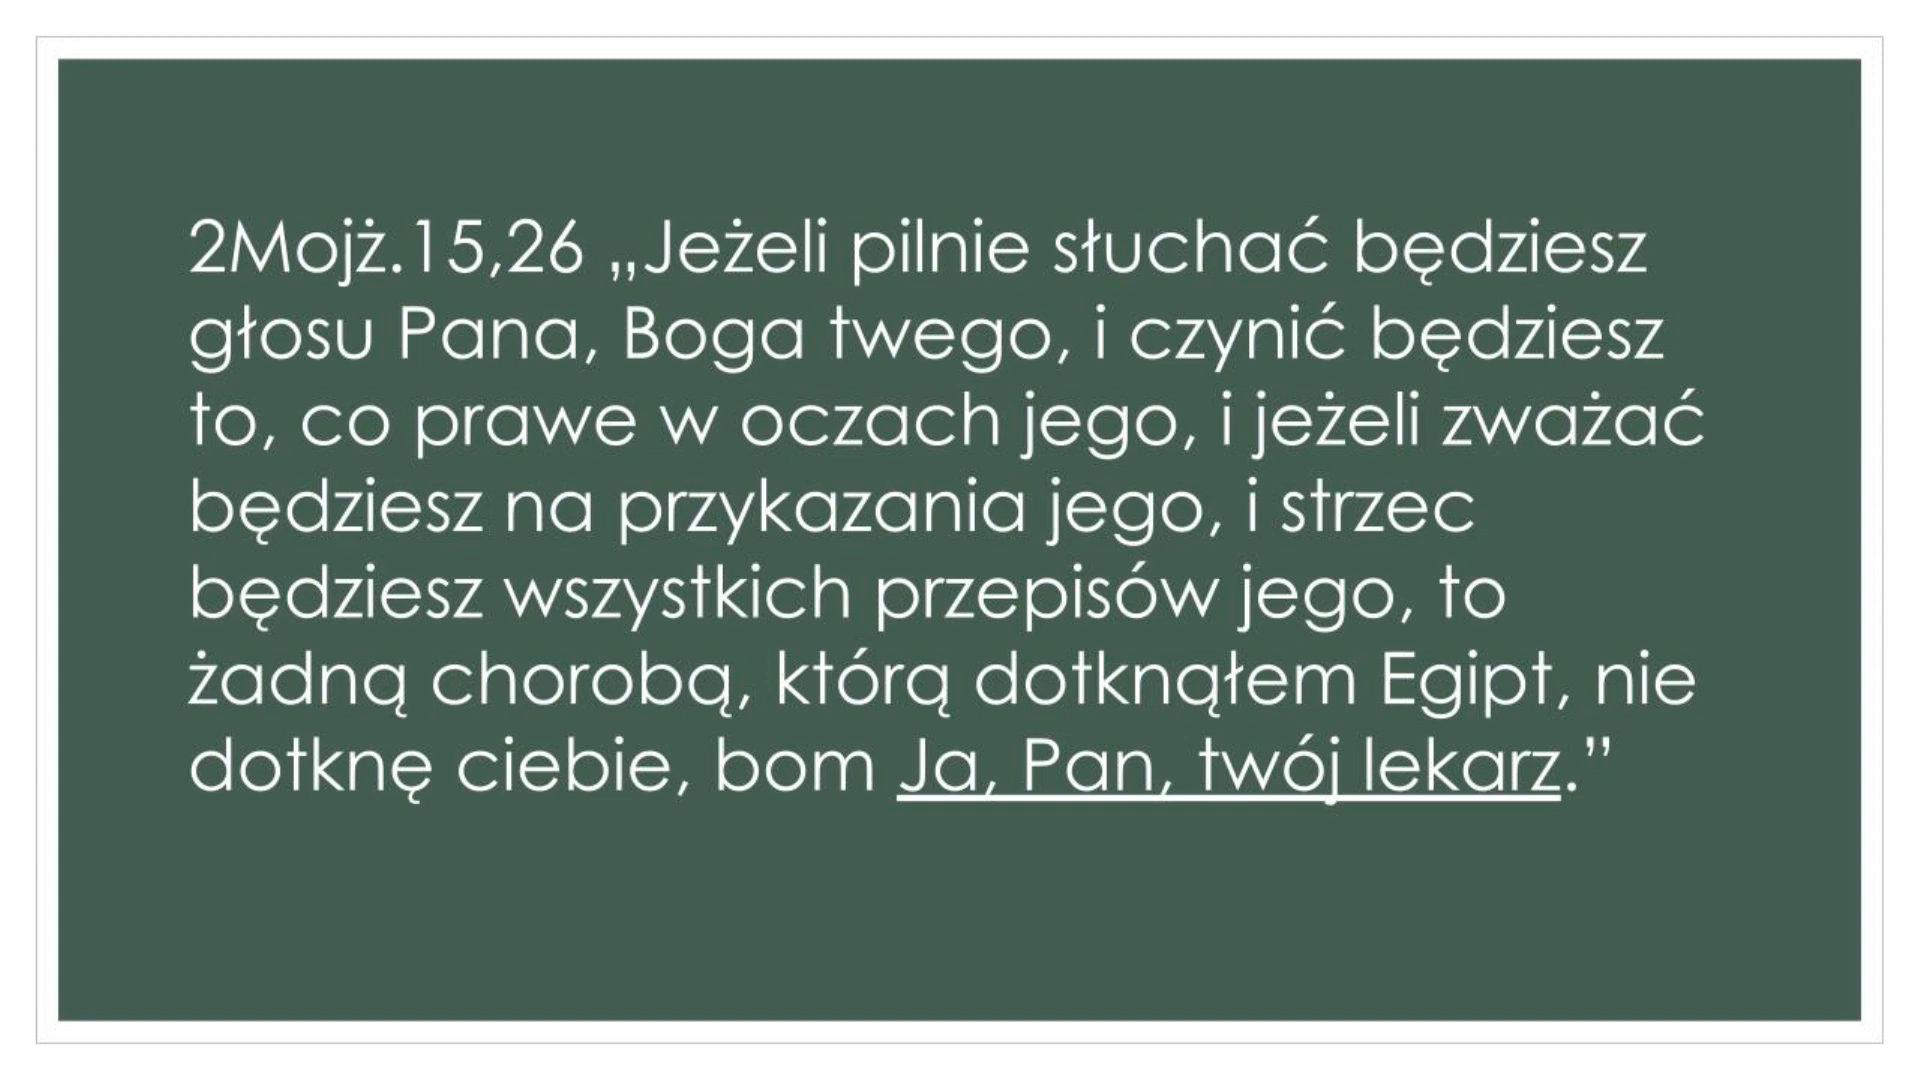 2Mojż.15,26 „Jeżeli pilnie słuchać będziesz
głosu Pana, Boga twego, i czynić będziesz
to, co prawe w oczach jego, i jeżeli zważać
będziesz na przykazania jego, i strzec
będziesz wszystkich przepisów jego, to
żadną chorobą, którą dotknąłem Egipt, nie
dotknę ciebie, bom Ja, Pan, twój lekarz.”